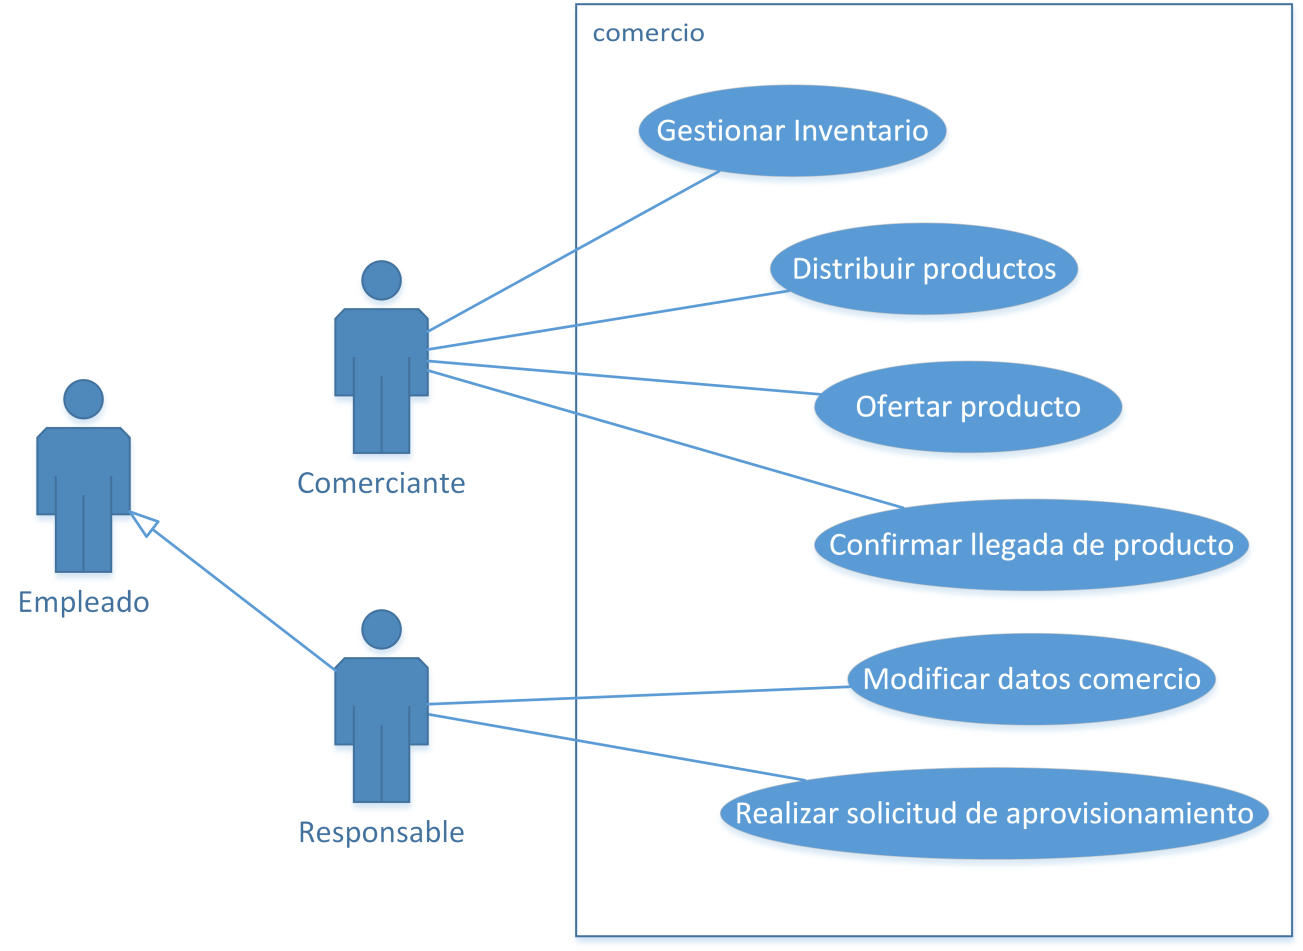 comercio
Gestionar Inventario
Distribuir productos
Ofertar producto
Comerciante
Confirmar llegada de producto
Empleado
Modificar datos comercio
Realizar solicitud de aprovisionamiento
Responsable